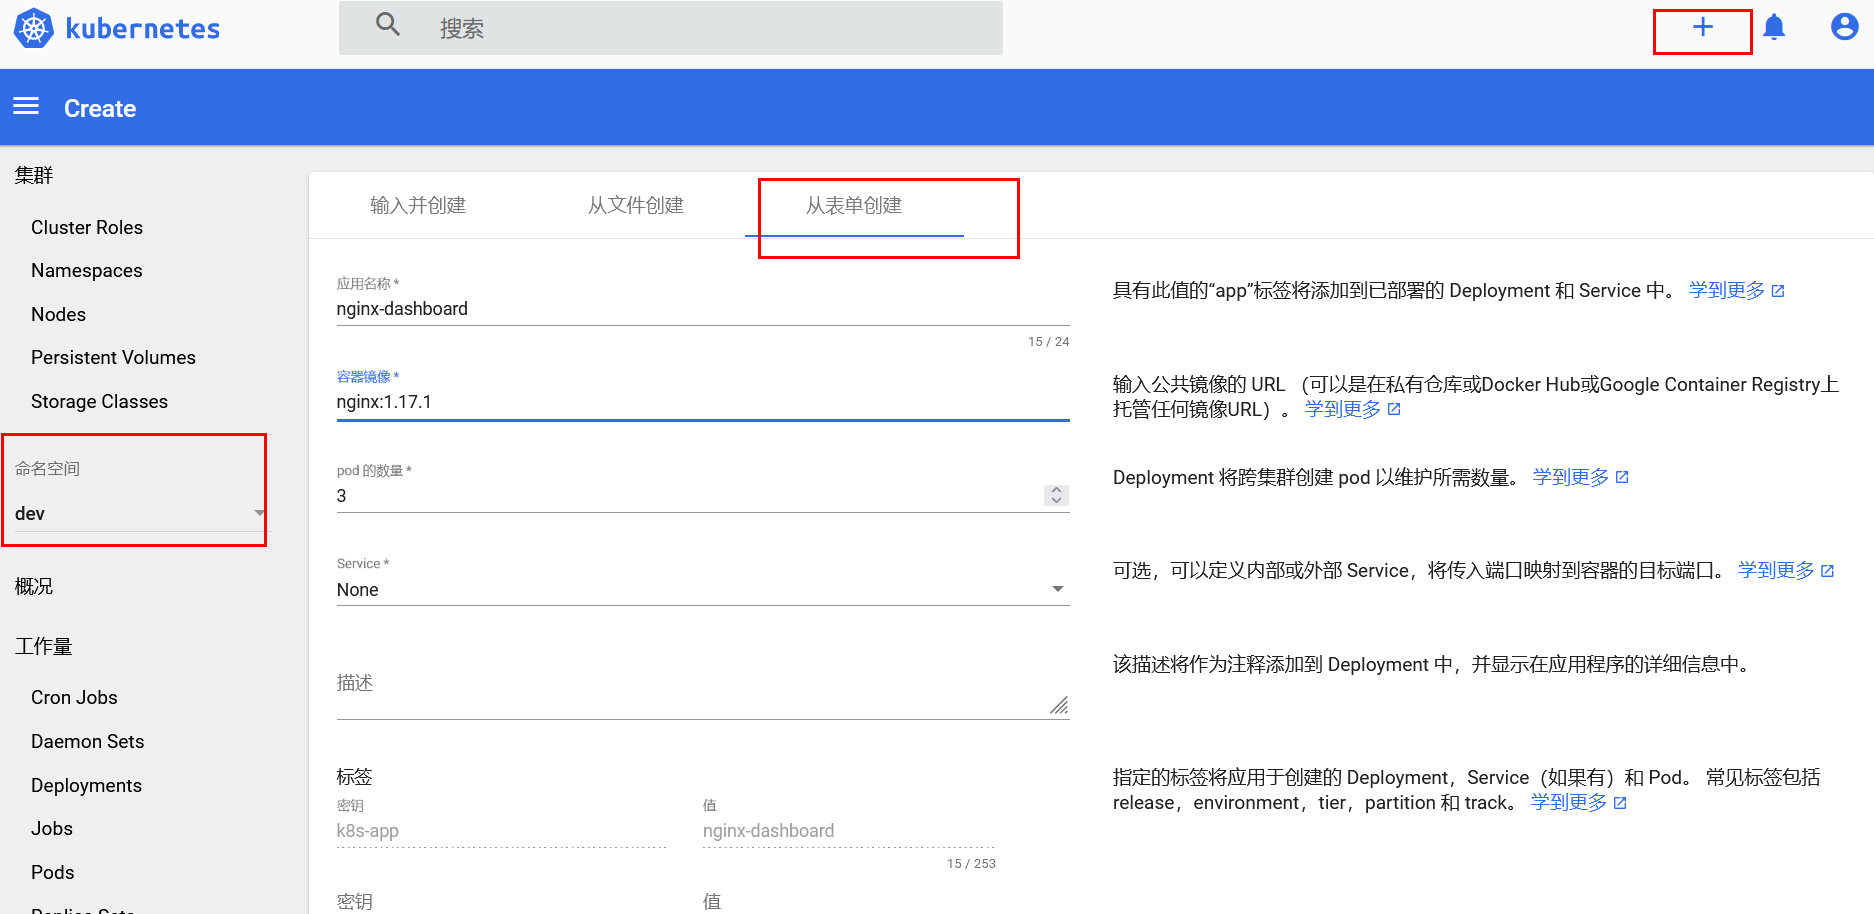 kubernetes
搜索
Create
集群
Cluster Roles
Namespaces
Nodes
Persistent Volumes
Storage Classes
命名空间
dev
概况
工作量
Cron Jobs
Daemon Sets
Deployments
Jobs
Pods
Replica Sets
输入并创建 从文件创建 从表单创建
应用名称 *
nginx-dashboard
15 / 24
具有此值的“app”标签将添加到已部署的 Deployment 和 Service 中。 学到更多
容器镜像 *
nginx:1.17.1
输入公共镜像的 URL （可以是在私有仓库或Docker Hub或Google Container Registry上
托管任何镜像URL）。 学到更多
pod 的数量 *
3
Deployment 将跨集群创建 pod 以维护所需数量。 学到更多
Service *
None
可选，可以定义内部或外部 Service，将传入端口映射到容器的目标端口。 学到更多
描述
该描述将作为注释添加到 Deployment 中，并显示在应用程序的详细信息中。
标签
密钥 值
k8s-app nginx-dashboard
15 / 253
指定的标签将应用于创建的 Deployment，Service（如果有）和 Pod。 常见标签包括
release，environment，tier，partition 和 track。 学到更多
密钥 值